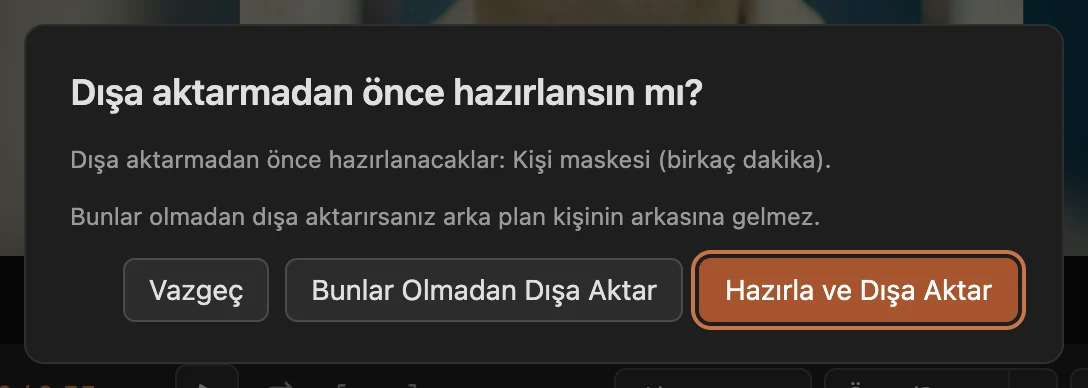 Dışa aktarmadan önce hazırlansın mı?
Dışa aktarmadan önce hazırlanacaklar: Kişi maskesi (birkaç dakika).
Bunlar olmadan dışa aktarırsanız arka plan kişinin arkasına gelmez.
Vazgeç
Bunlar Olmadan Dışa Aktar
Hazırla ve Dışa Aktar